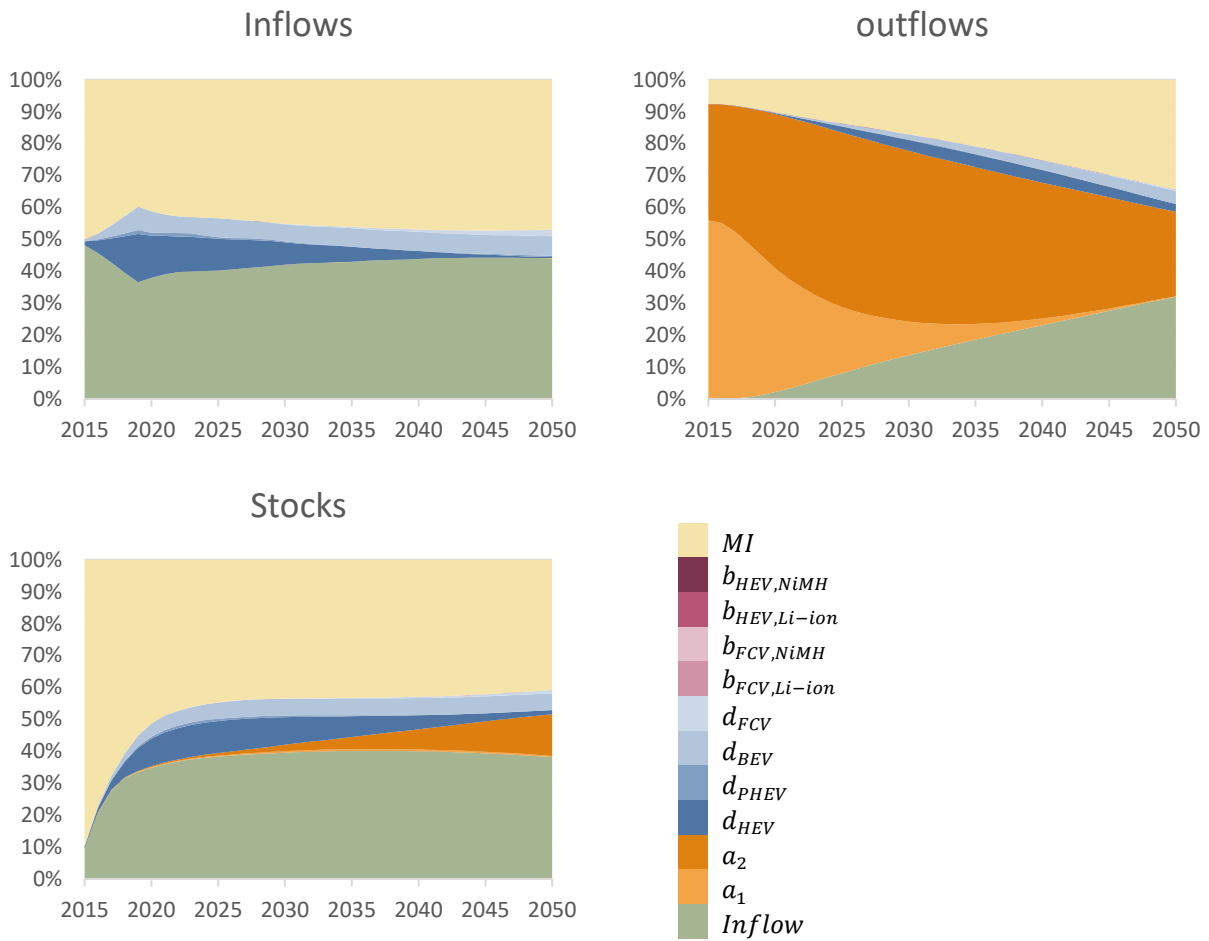 Inflows
100%
90%
80%
70%
60%
50%
40%
30%
20%
10%
0%
2015 2020 2025 2030 2035 2040 2045 2050
outflows
100%
90%
80%
70%
60%
50%
40%
30%
20%
10%
0%
2015 2020 2025 2030 2035 2040 2045 2050
Stocks
100%
90%
80%
70%
60%
50%
40%
30%
20%
10%
0%
2015 2020 2025 2030 2035 2040 2045 2050
MI
b_HEV,NiMH
b_HEV,Li−ion
b_FCV,NiMH
b_FCV,Li−ion
d_FCV
d_BEV
d_PHEV
d_HEV
a_2
a_1
Inflow